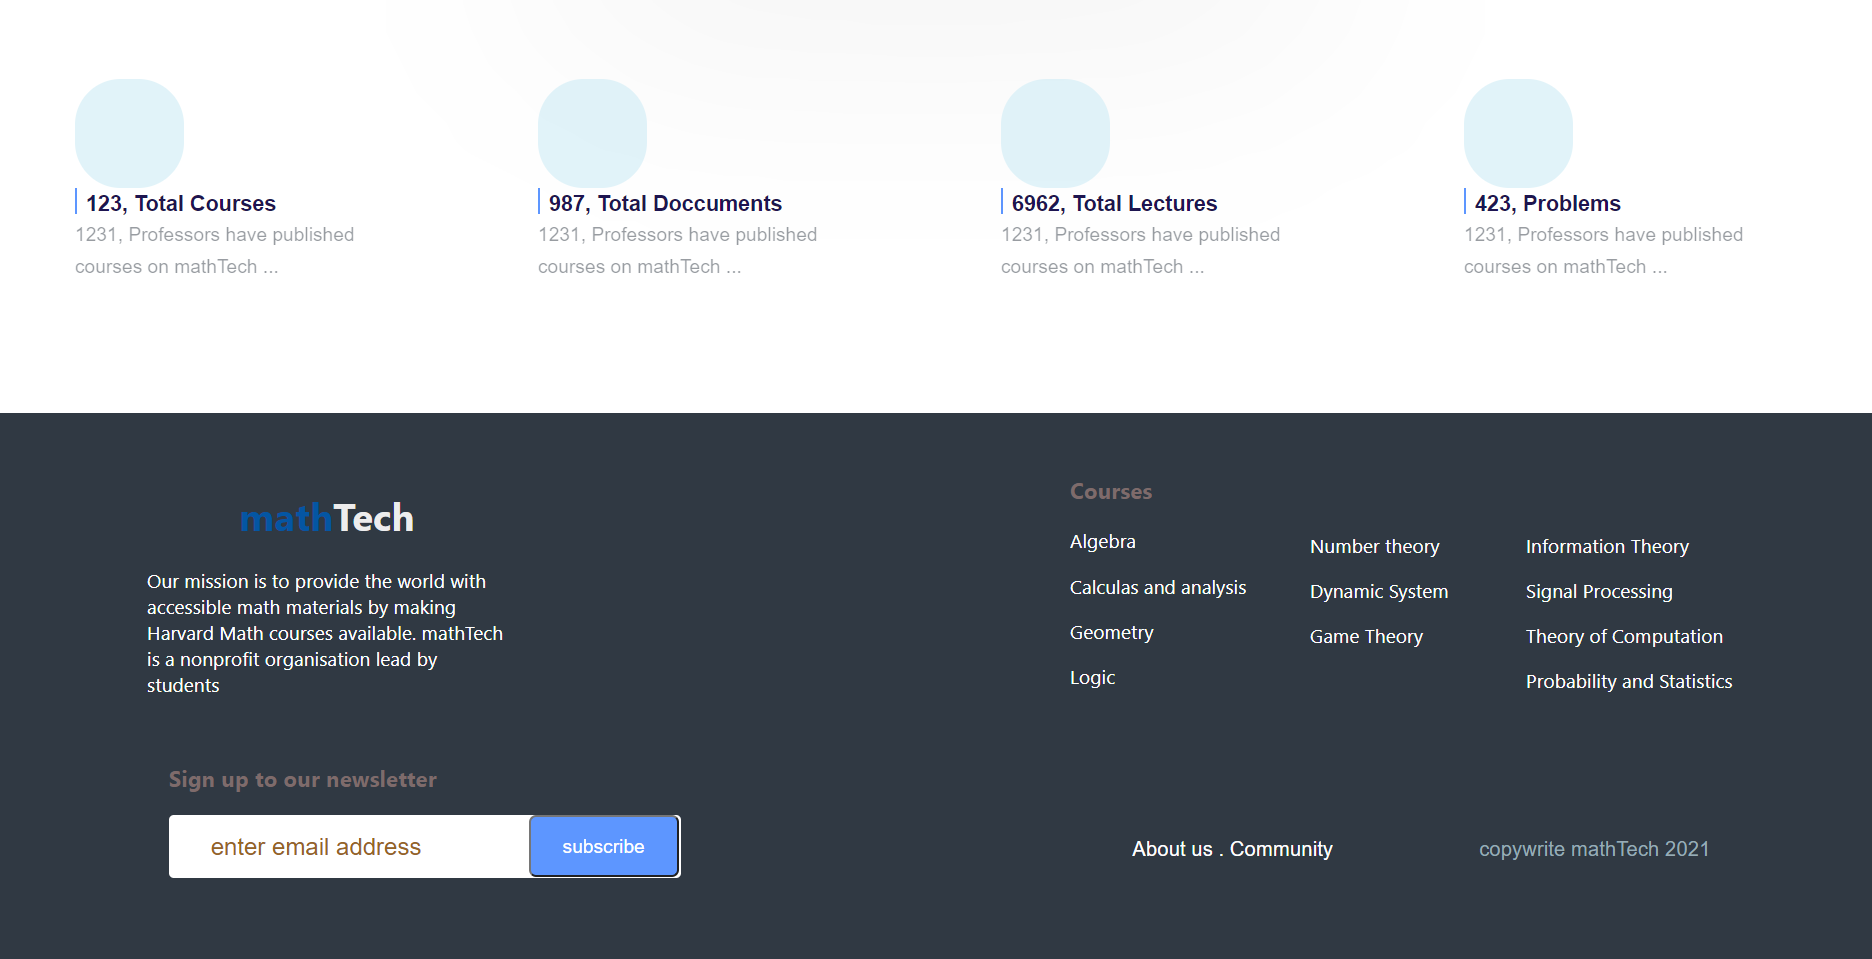 123, Total Courses
1231, Professors have published
courses on mathTech ...
987, Total Doccuments
1231, Professors have published
courses on mathTech ...
6962, Total Lectures
1231, Professors have published
courses on mathTech ...
423, Problems
1231, Professors have published
courses on mathTech ...
mathTech
Our mission is to provide the world with
accessible math materials by making
Harvard Math courses available. mathTech
is a nonprofit organisation lead by
students
Sign up to our newsletter
enter email address
subscribe
Courses
Algebra
Calculas and analysis
Geometry
Logic
Number theory
Dynamic System
Game Theory
Information Theory
Signal Processing
Theory of Computation
Probability and Statistics
About us . Community
copywrite mathTech 2021